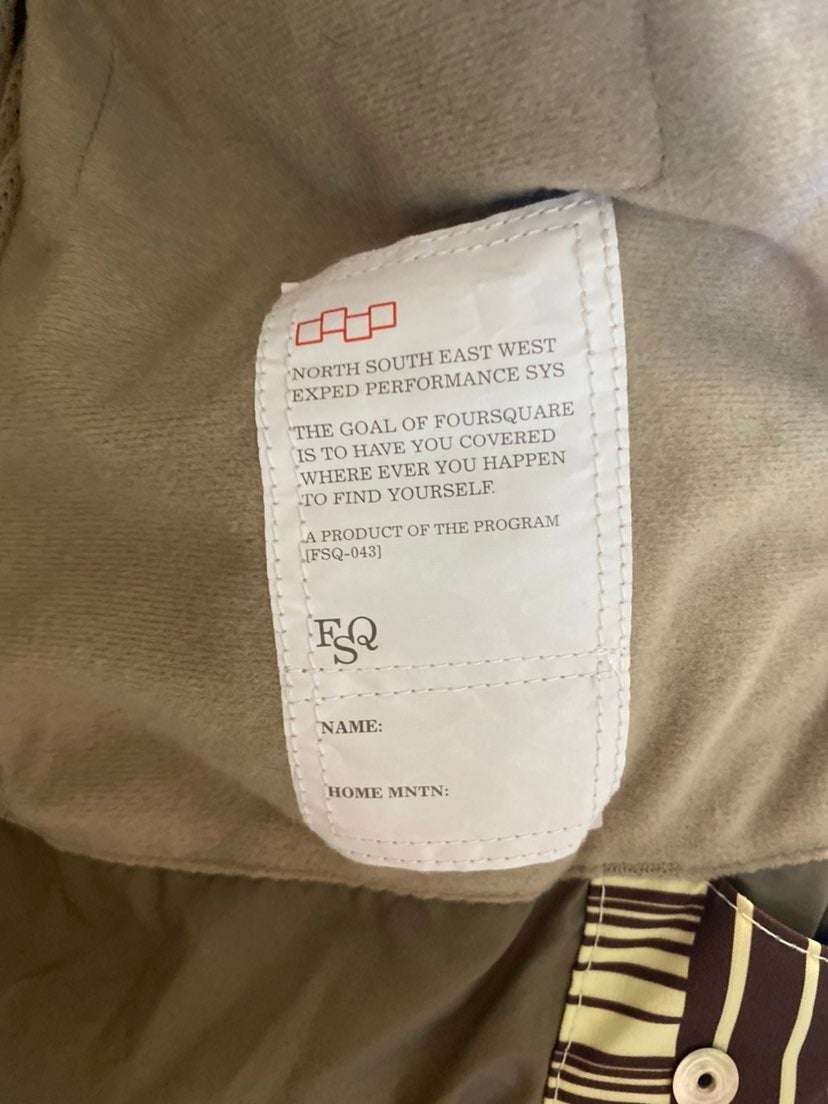 NORTH SOUTH EAST WEST
EXPED PERFORMANCE SYS
THE GOAL OF FOURSQUARE
IS TO HAVE YOU COVERED
WHERE EVER YOU HAPPEN
TO FIND YOURSELF.
A PRODUCT OF THE PROGRAM
[FSQ-043]
FSQ
NAME:
HOME MNTN: